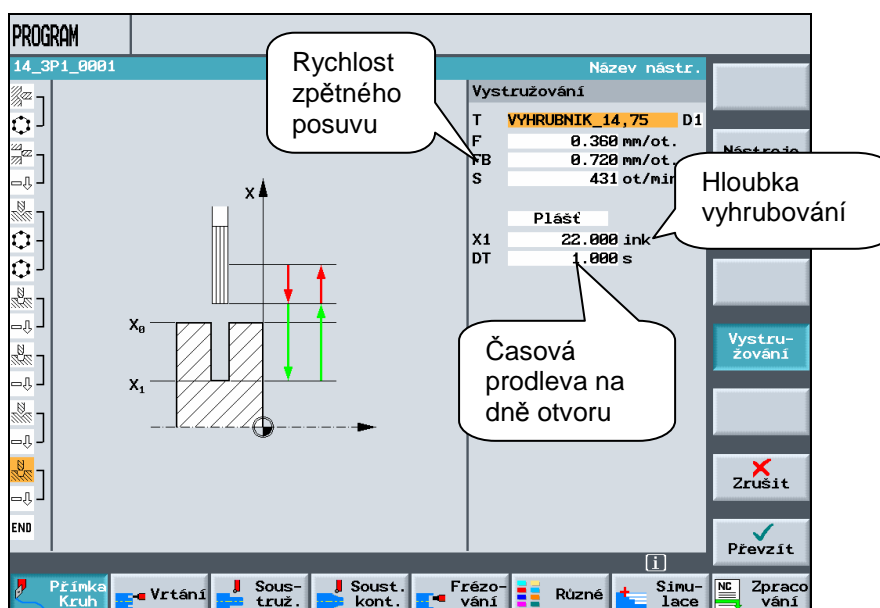 PROGRAM
14_3P1_0001
Název nástr.
Rychlost
zpětného
posuvu
Vystružování
T VYHRUBNIK_14,75 D1
F 0.360 mm/ot.
FB 0.720 mm/ot.
S 431 ot/min
Plášť
X1 22.000 ink
DT 1.000 s
Hloubka
vyhrubování
Časová
prodleva na
dně otvoru
X
X0
X1
Nástroje
Vystru-
žování
Zrušit
Převzít
END
i
Přímka
Kruh
Vrtání
Sous-
truž.
Soust.
kont.
Frézo-
vání
Různé
Simu-
lace
NC
Zpraco
vání